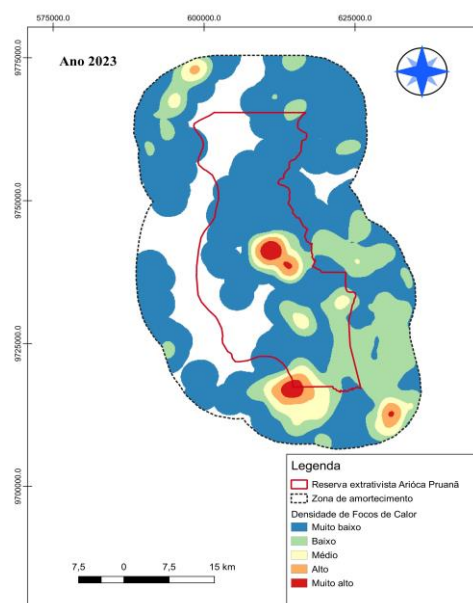 575000.0 600000.0 625000.0
Ano 2023
9775000.0
9750000.0
9725000.0
9700000.0
Legenda
Reserva extrativista Arióca Pruanã
Zona de amortecimento
Densidade de Focos de Calor
Muito baixo
Baixo
Médio
Alto
Muito alto
7,5 0 7,5 15 km